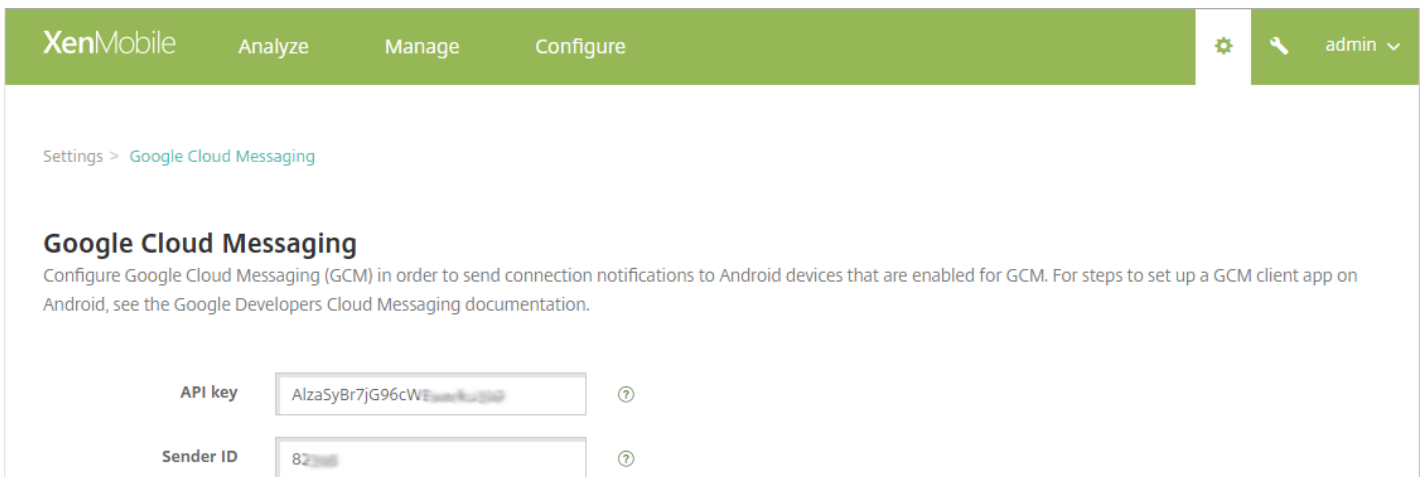 XenMobile Analyze Manage Configure admin
Settings > Google Cloud Messaging
Google Cloud Messaging
Configure Google Cloud Messaging (GCM) in order to send connection notifications to Android devices that are enabled for GCM. For steps to set up a GCM client app on
Android, see the Google Developers Cloud Messaging documentation.
API key ?
Sender ID ?